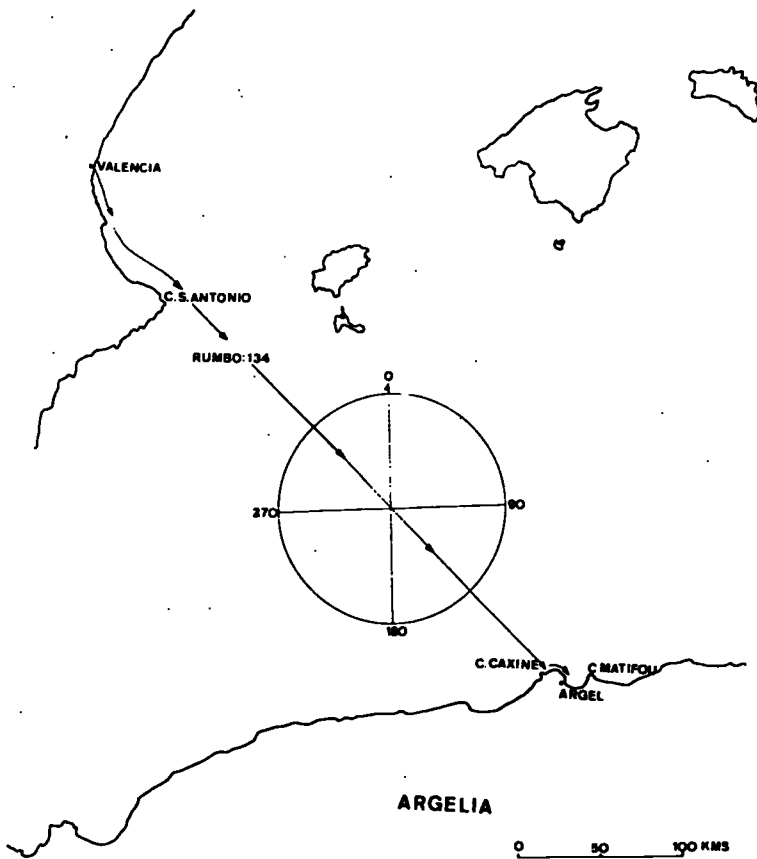 VALENCIA
C.S.ANTONIO
RUMBO:134
0
270
90
180
C. CAXINE
C MATIFOU
ARGEL
ARGELIA
0 50 100 KMS